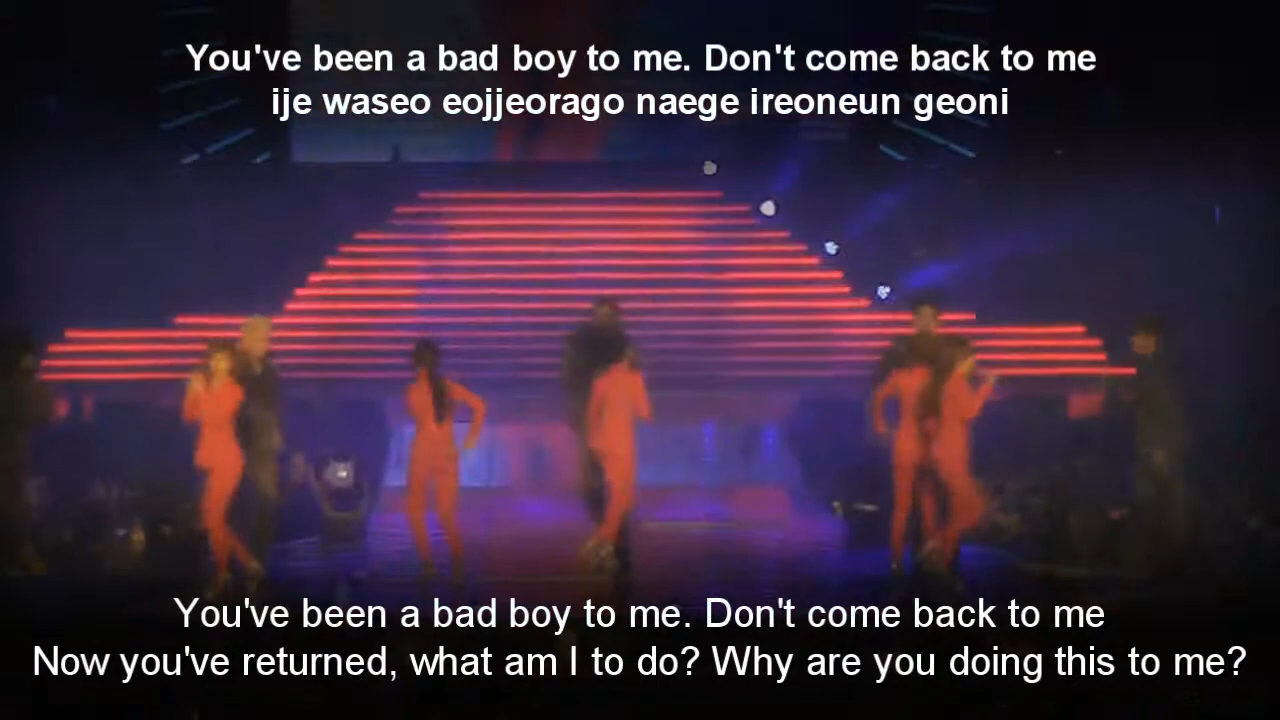 You've been a bad boy to me. Don't come back to me
ije waseo eojjeorago naege ireoneun geoni
You've been a bad boy to me. Don't come back to me
Now you've returned, what am I to do? Why are you doing this to me?